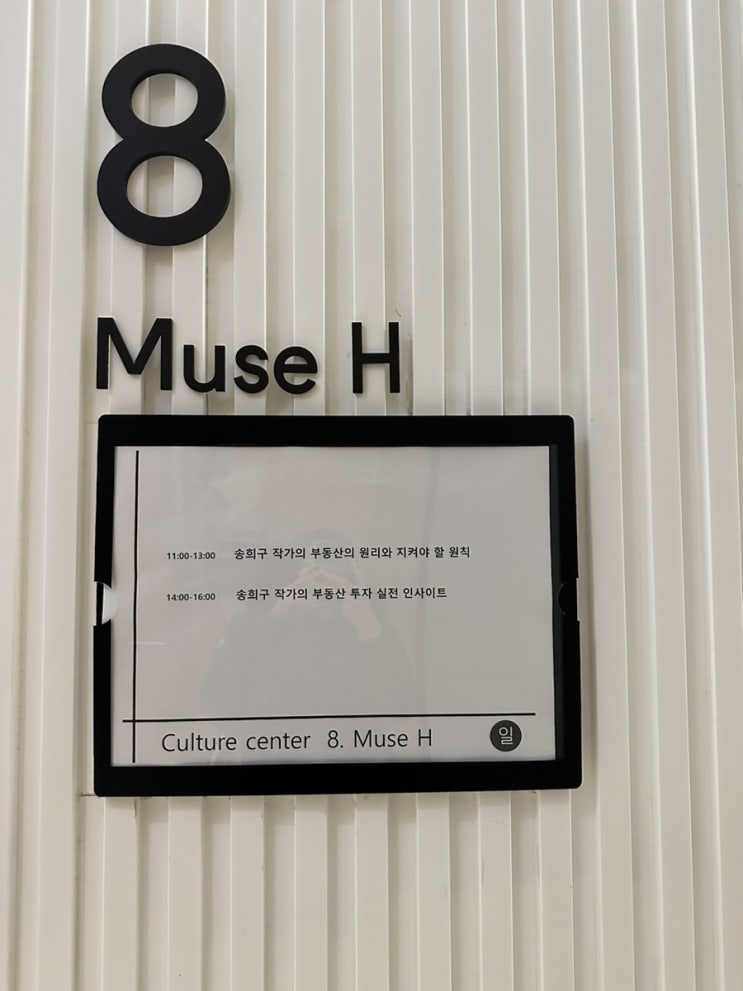 8
Muse H
11:00-13:00 송희구 작가의 부동산의 원리와 지켜야 할 원칙
14:00-16:00 송희구 작가의 부동산 투자 실전 인사이트
Culture center 8. Muse H 일